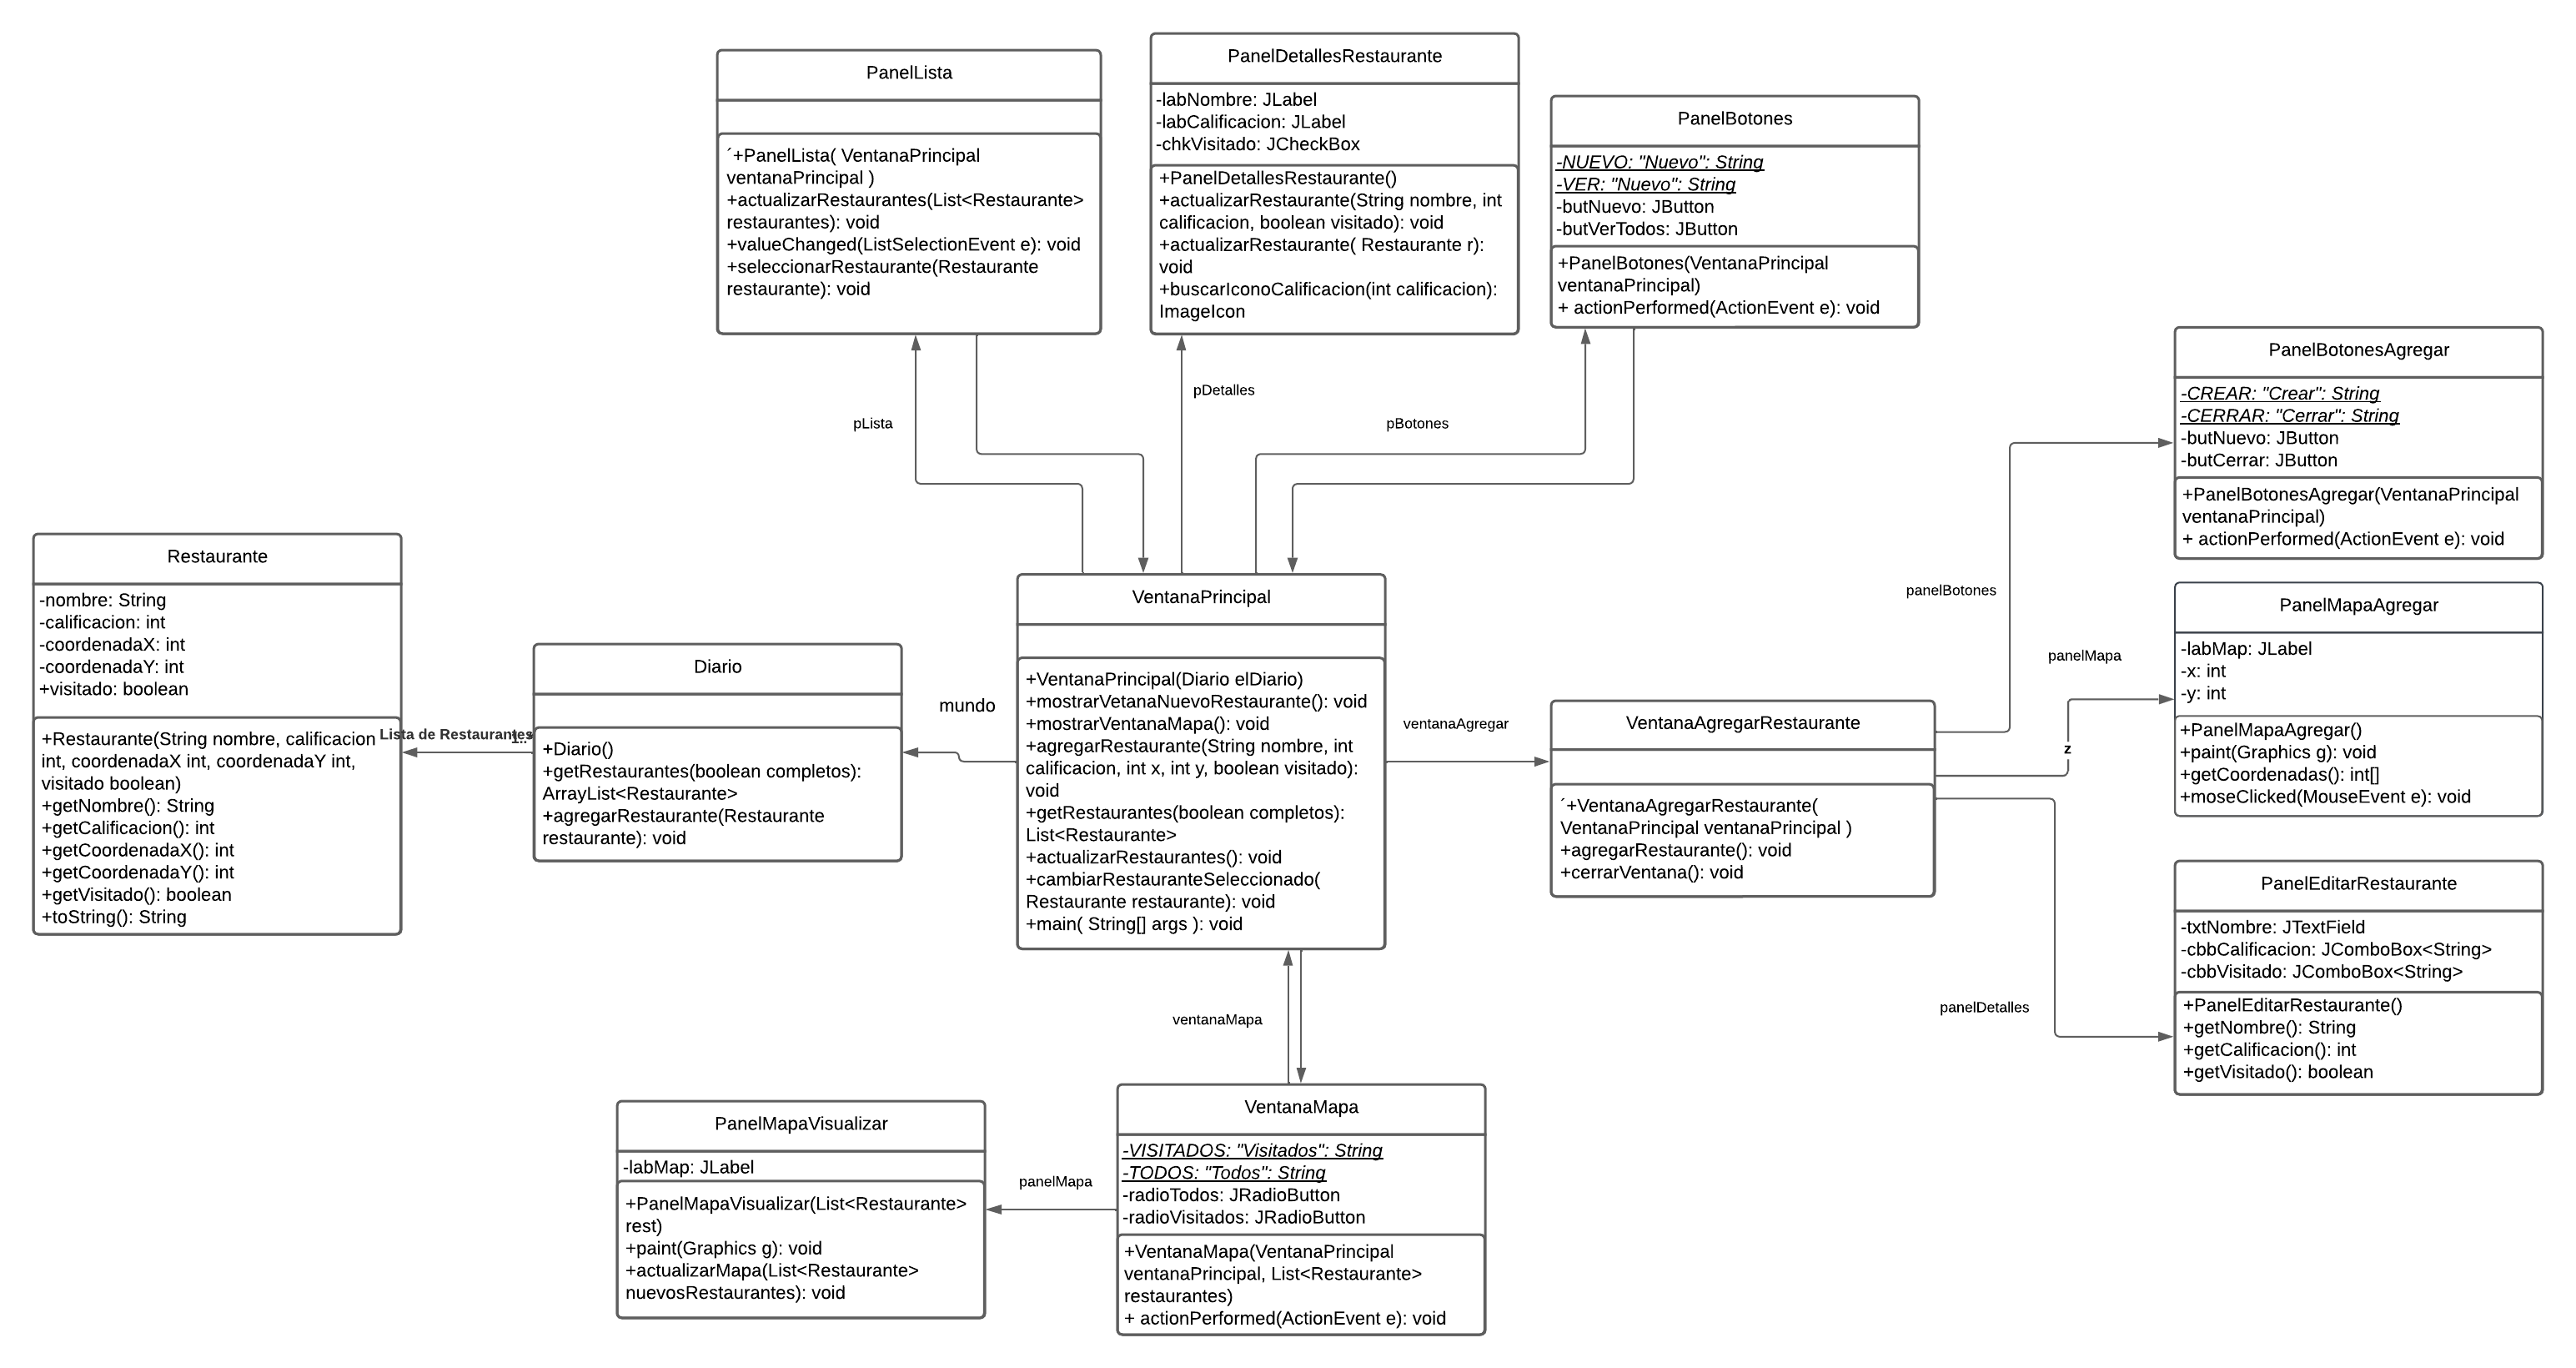 PanelLista
´+PanelLista( VentanaPrincipal
ventanaPrincipal )
+actualizarRestaurantes(List<Restaurante>
restaurantes): void
+valueChanged(ListSelectionEvent e): void
+seleccionarRestaurante(Restaurante
restaurante): void
PanelDetallesRestaurante
-labNombre: JLabel
-labCalificacion: JLabel
-chkVisitado: JCheckBox
+PanelDetallesRestaurante()
+actualizarRestaurante(String nombre, int
calificacion, boolean visitado): void
+actualizarRestaurante( Restaurante r):
void
+buscarIconoCalificacion(int calificacion):
ImageIcon
PanelBotones
-NUEVO: "Nuevo": String
-VER: "Nuevo": String
-butNuevo: JButton
-butVerTodos: JButton
+PanelBotones(VentanaPrincipal
ventanaPrincipal)
+ actionPerformed(ActionEvent e): void
PanelBotonesAgregar
-CREAR: "Crear": String
-CERRAR: "Cerrar": String
-butNuevo: JButton
-butCerrar: JButton
+PanelBotonesAgregar(VentanaPrincipal
ventanaPrincipal)
+ actionPerformed(ActionEvent e): void
pLista
pDetalles
pBotones
Restaurante
-nombre: String
-calificacion: int
-coordenadaX: int
-coordenadaY: int
+visitado: boolean
+Restaurante(String nombre, calificacion
int, coordenadaX int, coordenadaY int,
visitado boolean)
+getNombre(): String
+getCalificacion(): int
+getCoordenadaX(): int
+getCoordenadaY(): int
+getVisitado(): boolean
+toString(): String
Lista de Restaurantes
Diario
+Diario()
+getRestaurantes(boolean completos):
ArrayList<Restaurante>
+agregarRestaurante(Restaurante
restaurante): void
mundo
VentanaPrincipal
+VentanaPrincipal(Diario elDiario)
+mostrarVetanaNuevoRestaurante(): void
+mostrarVentanaMapa(): void
+agregarRestaurante(String nombre, int
calificacion, int x, int y, boolean visitado):
void
+getRestaurantes(boolean completos):
List<Restaurante>
+actualizarRestaurantes(): void
+cambiarRestauranteSeleccionado(
Restaurante restaurante): void
+main( String[] args ): void
ventanaAgregar
VentanaAgregarRestaurante
´+VentanaAgregarRestaurante(
VentanaPrincipal ventanaPrincipal )
+agregarRestaurante(): void
+cerrarVentana(): void
panelBotones
panelMapa
z
panelDetalles
PanelMapaAgregar
-labMap: JLabel
-x: int
-y: int
+PanelMapaAgregar()
+paint(Graphics g): void
+getCoordenadas(): int[]
+moseClicked(MouseEvent e): void
PanelEditarRestaurante
-txtNombre: JTextField
-cbbCalificacion: JComboBox<String>
-cbbVisitado: JComboBox<String>
+PanelEditarRestaurante()
+getNombre(): String
+getCalificacion(): int
+getVisitado(): boolean
ventanaMapa
PanelMapaVisualizar
-labMap: JLabel
+PanelMapaVisualizar(List<Restaurante>
rest)
+paint(Graphics g): void
+actualizarMapa(List<Restaurante>
nuevosRestaurantes): void
panelMapa
VentanaMapa
-VISITADOS: "Visitados": String
-TODOS: "Todos": String
-radioTodos: JRadioButton
-radioVisitados: JRadioButton
+VentanaMapa(VentanaPrincipal
ventanaPrincipal, List<Restaurante>
restaurantes)
+ actionPerformed(ActionEvent e): void